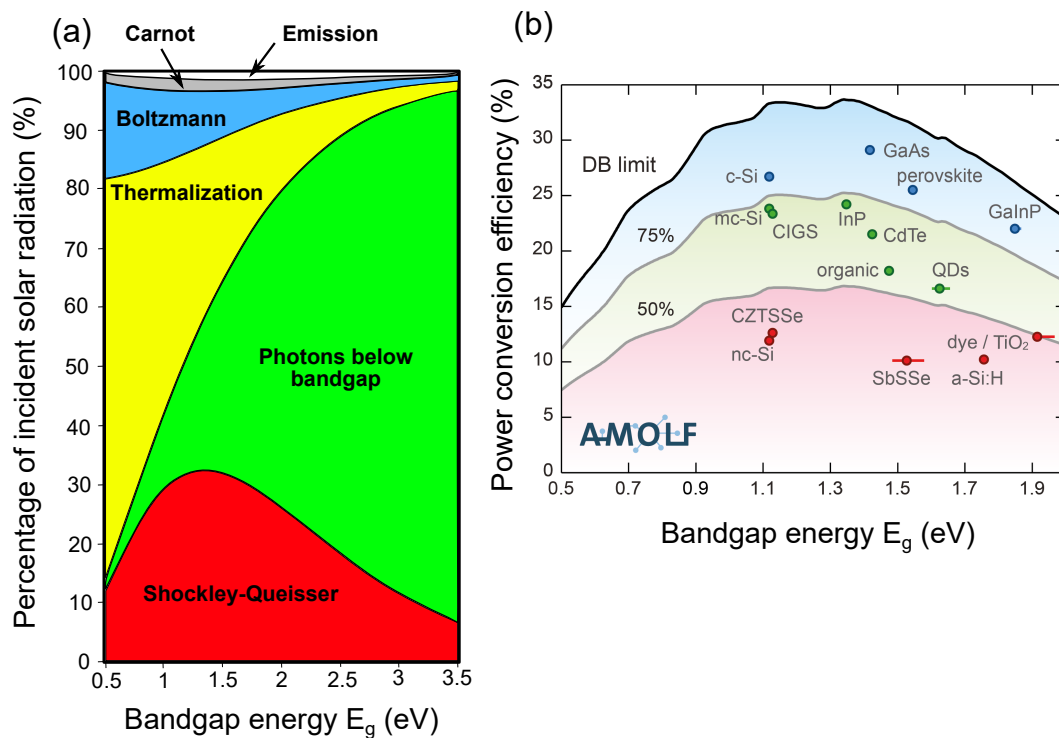 (a)
Carnot
Emission
Boltzmann
Thermalization
Photons below
bandgap
Shockley-Queisser
Percentage of incident solar radiation (%)
100
90
80
70
60
50
40
30
20
10
0
0.5
1
1.5
2
2.5
3
3.5
Bandgap energy Eg (eV)
(b)
Power conversion efficiency (%)
35
30
25
20
15
10
5
0
DB limit
75%
50%
c-Si
GaAs
perovskite
GaInP
mc-Si
CIGS
InP
CdTe
organic
QDs
CZTSSe
nc-Si
dye / TiO₂
SbSSe
a-Si:H
AMOLF
0.5
0.7
0.9
1.1
1.3
1.5
1.7
1.9
Bandgap energy Eg (eV)